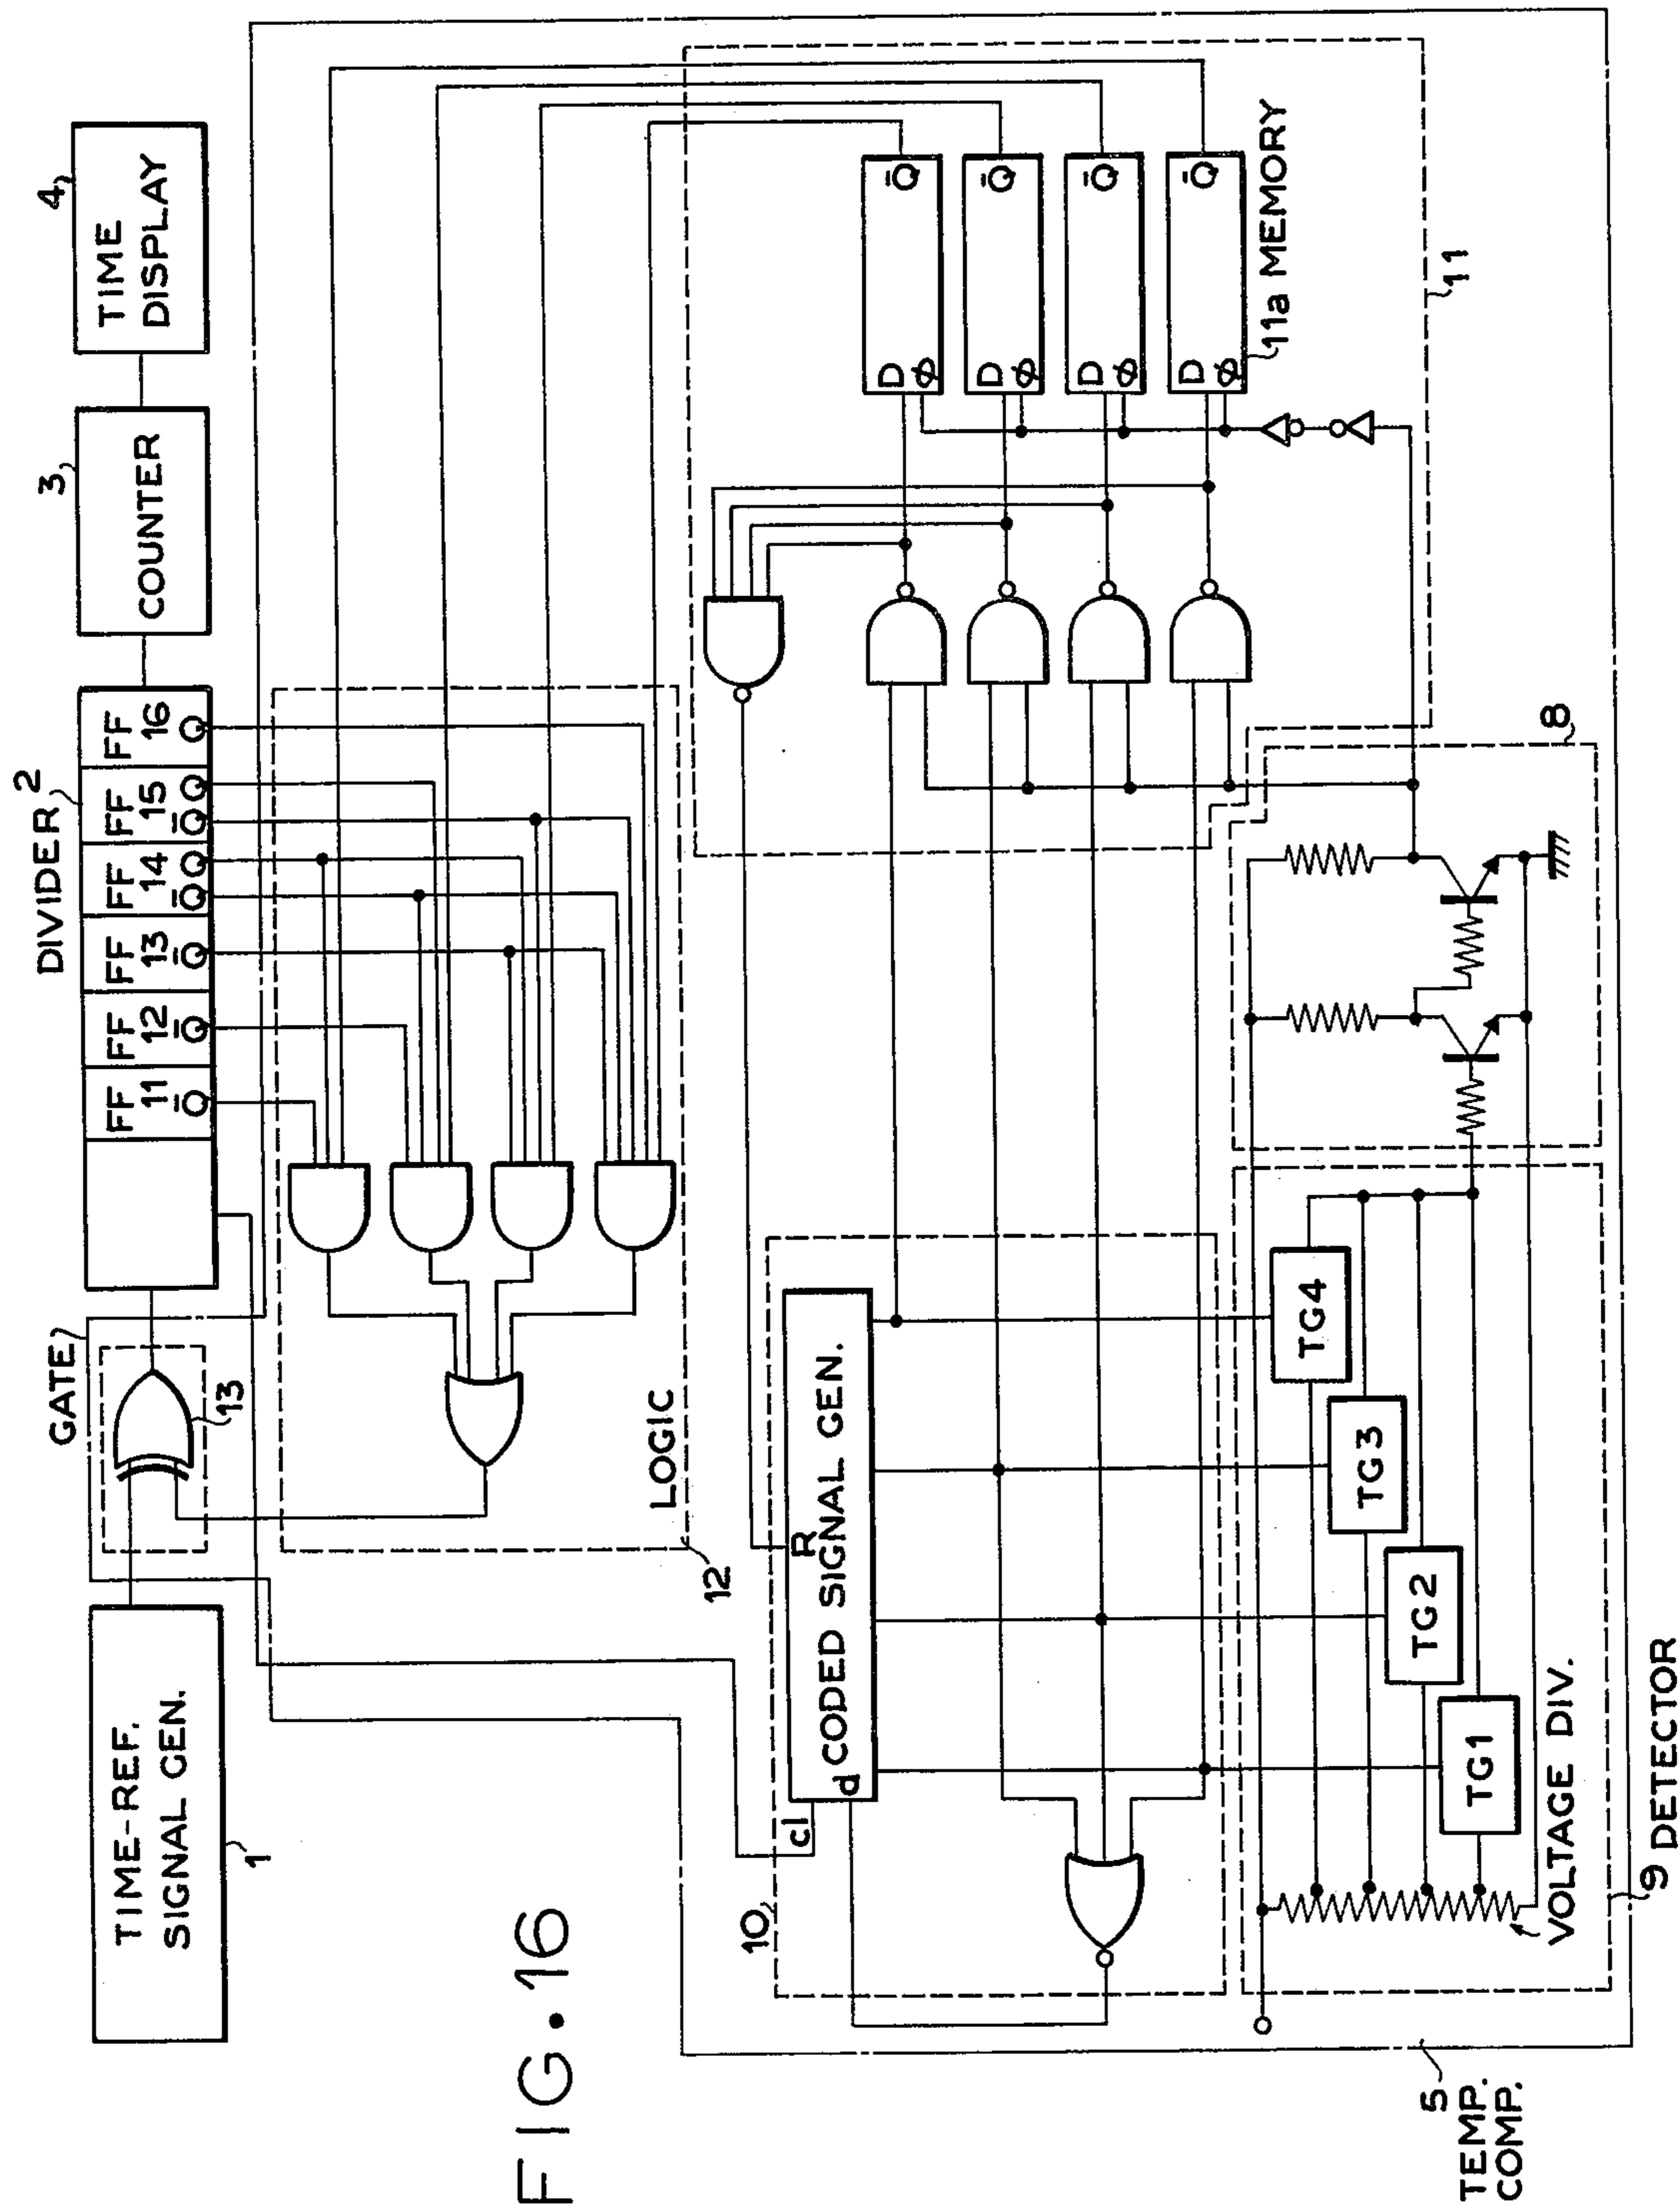 FIG.16
TIME-REF.
SIGNAL GEN.
1
GATE
13
DIVIDER
2
FF
11
Q̄
FF
12
Q̄
FF
13
Q̄
FF
14
Q̄ Q
FF
15
Q̄ Q
FF
16
Q
3
COUNTER
4
TIME
DISPLAY
LOGIC
12
10
cl
d
R
CODED SIGNAL GEN.
D
φ
Q̄
D
φ
Q̄
D
φ
Q̄
D
φ
Q̄
11a MEMORY
11
8
TG4
TG3
TG2
TG1
VOLTAGE DIV.
9 DETECTOR
5
TEMP.
COMP.